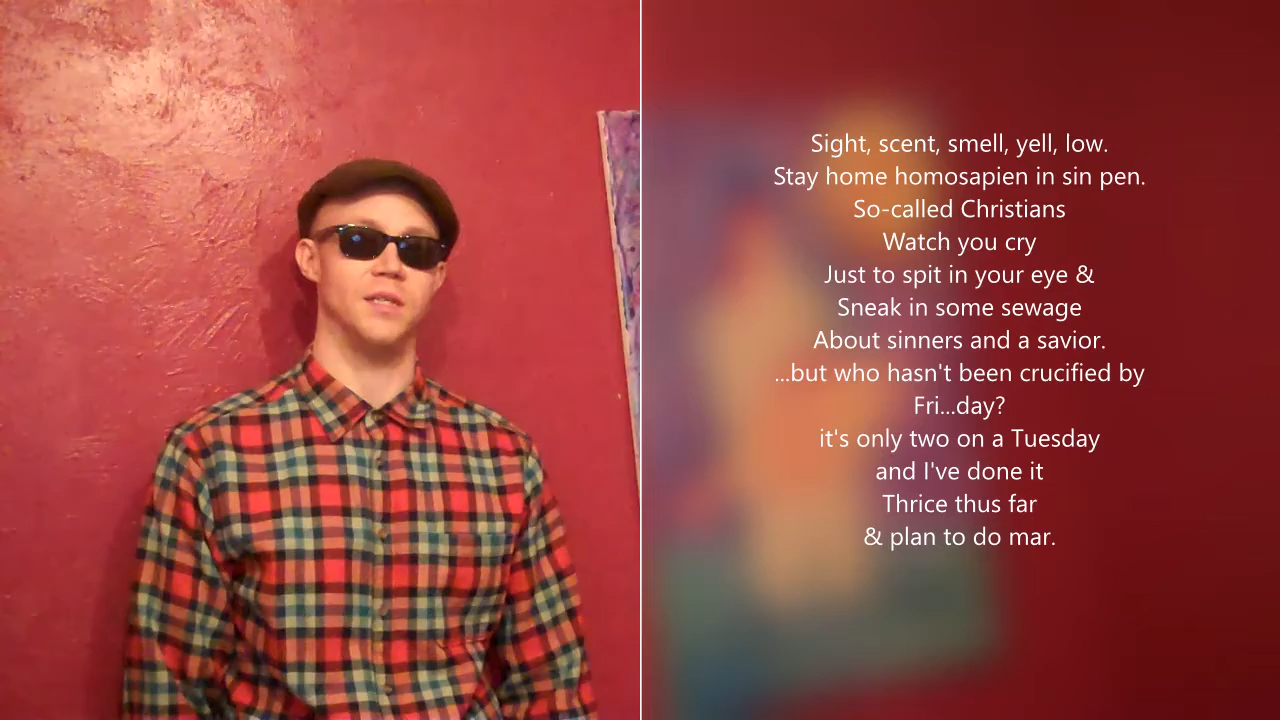 Sight, scent, smell, yell, low.
Stay home homosapien in sin pen.
So-called Christians
Watch you cry
Just to spit in your eye &
Sneak in some sewage
About sinners and a savior.
...but who hasn't been crucified by
Fri...day?
it's only two on a Tuesday
and I've done it
Thrice thus far
& plan to do mar.